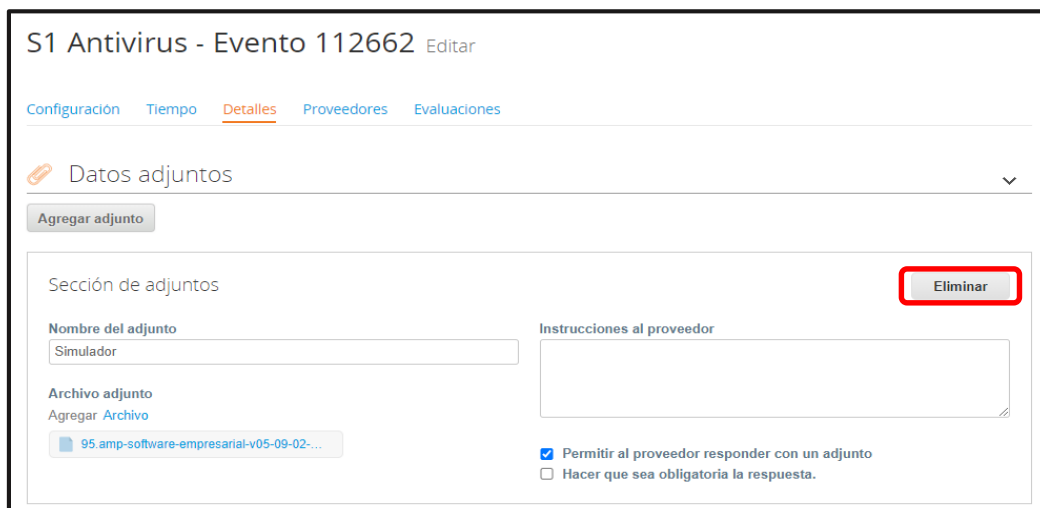 S1 Antivirus - Evento 112662 Editar
Configuración Tiempo Detalles Proveedores Evaluaciones
Datos adjuntos
Agregar adjunto
Sección de adjuntos
Eliminar
Nombre del adjunto
Simulador
Instrucciones al proveedor
Archivo adjunto
Agregar Archivo
95.amp-software-empresarial-v05-09-02-...
Permitir al proveedor responder con un adjunto
Hacer que sea obligatoria la respuesta.